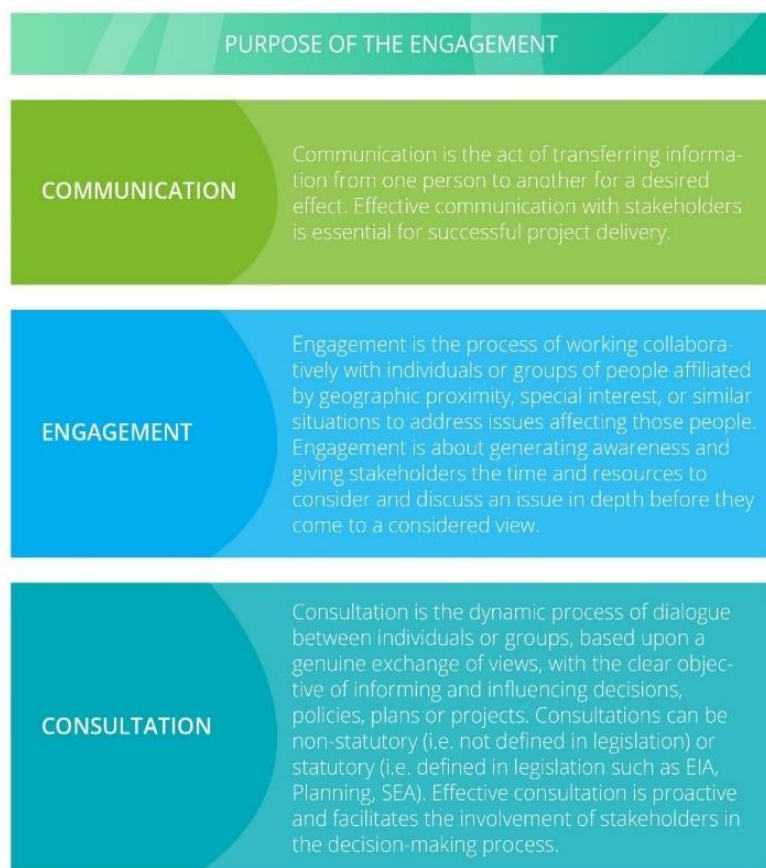 PURPOSE OF THE ENGAGEMENT
COMMUNICATION
Communication is the act of transferring informa-
tion from one person to another for a desired
effect. Effective communication with stakeholders
is essential for successful project delivery.
ENGAGEMENT
Engagement is the process of working collabora-
tively with individuals or groups of people affiliated
by geographic proximity, special interest, or similar
situations to address issues affecting those people.
Engagement is about generating awareness and
giving stakeholders the time and resources to
consider and discuss an issue in depth before they
come to a considered view.
CONSULTATION
Consultation is the dynamic process of dialogue
between individuals or groups, based upon a
genuine exchange of views, with the clear objec-
tive of informing and influencing decisions,
policies, plans or projects. Consultations can be
non-statutory (i.e. not defined in legislation) or
statutory (i.e. defined in legislation such as EIA,
Planning, SEA). Effective consultation is proactive
and facilitates the involvement of stakeholders in
the decision-making process.